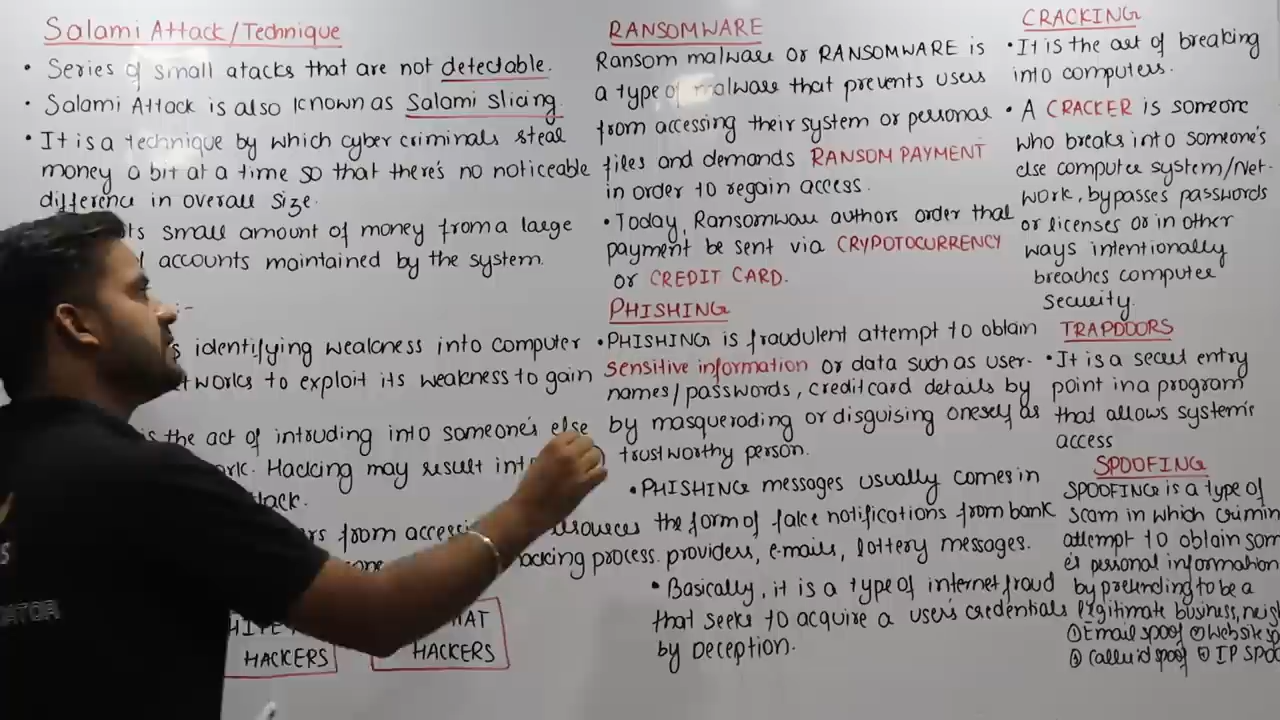 Salami Attack/Technique
• Series of small atacks that are not detectable.
• Salami Attack is also known as Salami slicing.
• It is a technique by which cyber criminals steal
money a bit at a time so that there's no noticeable
difference in overall size.
small amount of money from a large
accounts maintained by the system.
:-
identifying weakness into computer
to exploit its weakness to gain
is the act of intruding into someone's else
Hacking may result into
from
process.
HACKERS
HAT
HACKERS
RANSOMWARE
Ransom malware or RANSOMWARE is
a type of malware that prevents users
from accessing their system or personal
files and demands RANSOM PAYMENT
in order to regain access.
• Today, Ransomware authors order that
payment be sent via CRYPOTOCURRENCY
or CREDIT CARD.
PHISHING
• PHISHING is fraudulent attempt to obtain
sensitive information or data such as user-
names/passwords, creditcard details by
by masquerading or disguising oneself as
trustworthy person.
• PHISHING messages usually comes in
the form of fake notifications from bank
providers, e-mails, lottery messages.
• Basically, it is a type of internet fraud
that seeks to acquire a user's credentials
by Deception.
CRACKING
• It is the act of breaking
into computers.
• A CRACKER is someone
who breaks into someone's
else computer system/Net-
work, bypasses passwords
or licenses or in other
ways intentionally
breaches computer
security.
TRAPDOORS
• It is a secret entry
point in a program
that allows system's
access
SPOOFING
SPOOFING is a type of
scam in which
attempt to obtain
personal information
by pretending to be a
legitimate business,
① Email spoof ② Website
③ Caller id spoof ④ IP